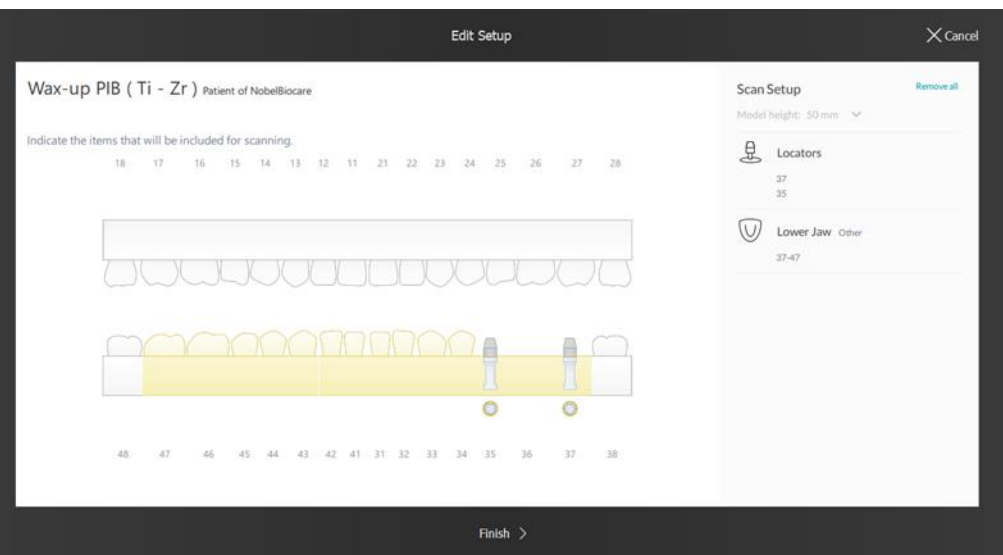 Edit Setup
Cancel
Wax-up PIB ( Ti - Zr ) Patient of NobelBiocare
Indicate the items that will be included for scanning.
18 17 16 15 14 13 12 11 21 22 23 24 25 26 27 28
48 47 46 45 44 43 42 41 31 32 33 34 35 36 37 38
Scan Setup
Remove all
Model height: 50 mm
Locators
37
35
Lower Jaw Other
37-47
Finish